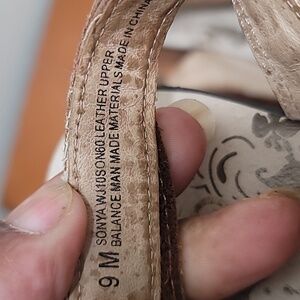 SONYA WJ10SON60 LEATHER UPPER
BALANCE MAN MADE MATERIALS MADE IN CHINA
9 M